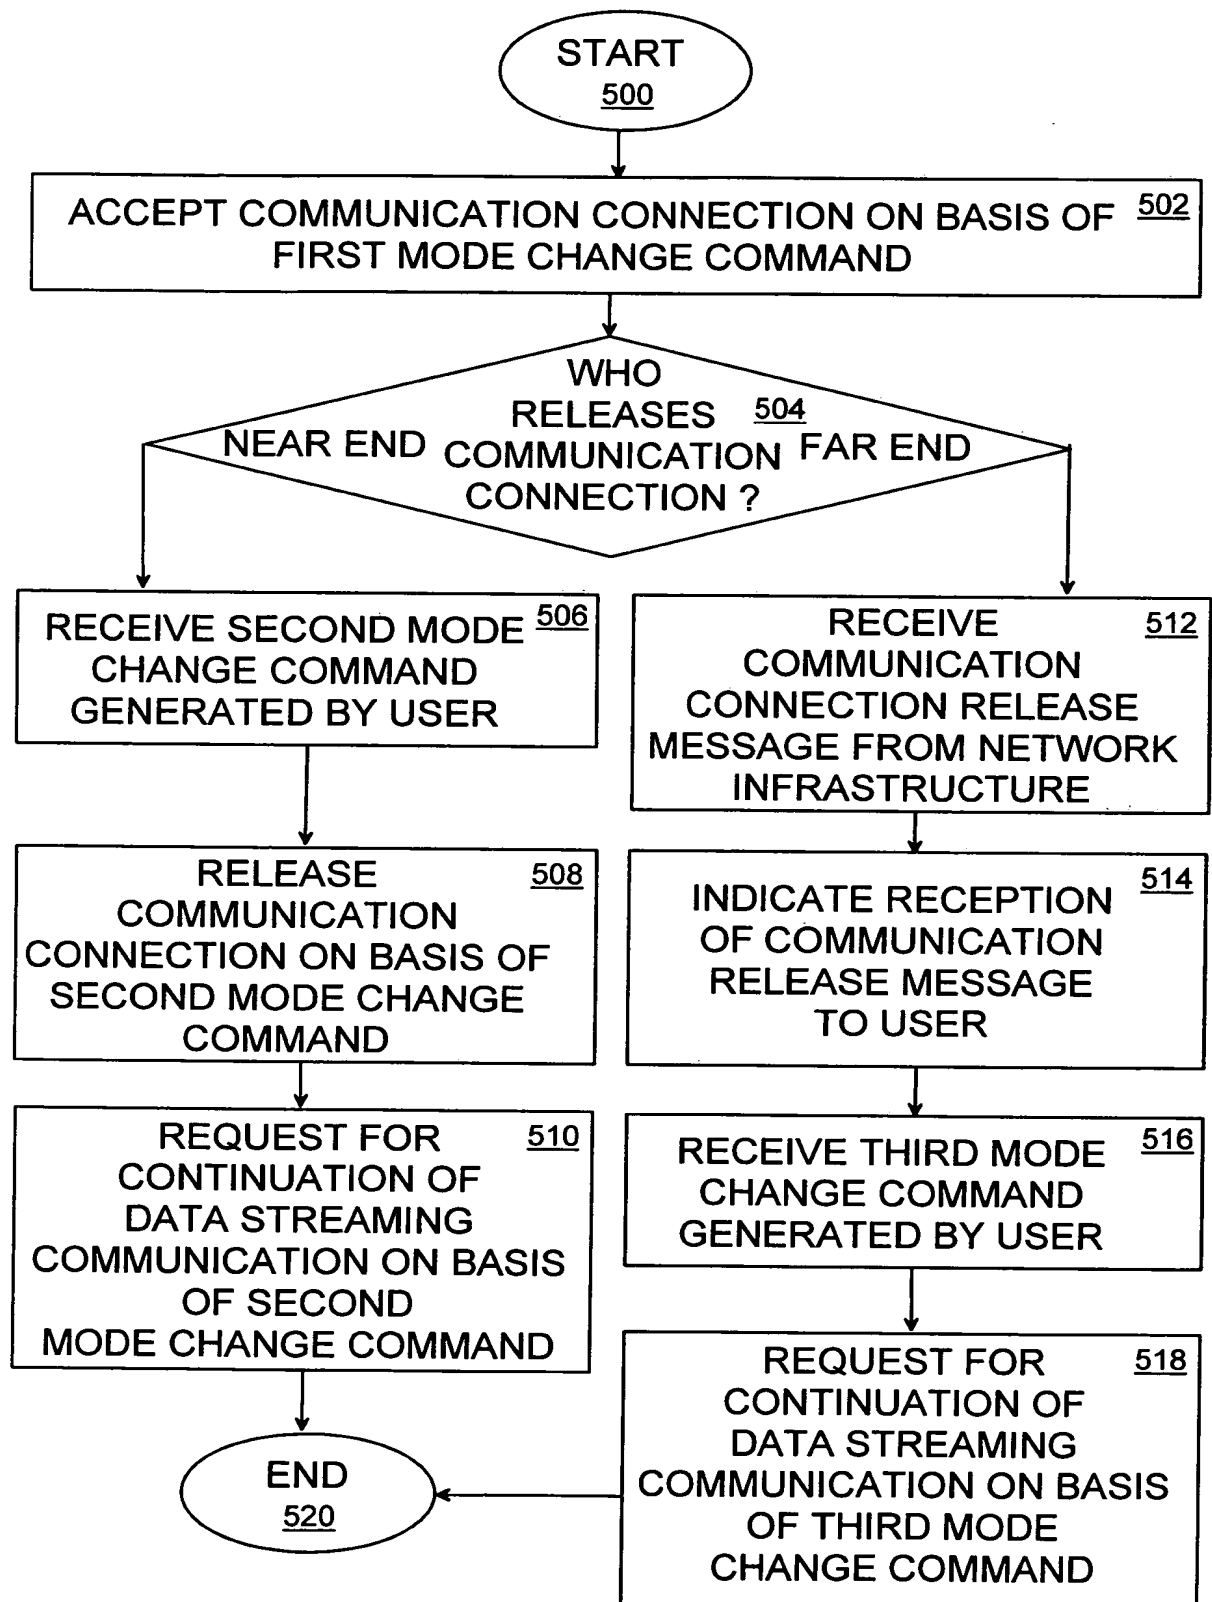 START
500
ACCEPT COMMUNICATION CONNECTION ON BASIS OF 502
FIRST MODE CHANGE COMMAND
WHO
RELEASES 504
NEAR END COMMUNICATION FAR END
CONNECTION ?
RECEIVE SECOND MODE 506
CHANGE COMMAND
GENERATED BY USER
RELEASE 508
COMMUNICATION
CONNECTION ON BASIS OF
SECOND MODE CHANGE
COMMAND
REQUEST FOR 510
CONTINUATION OF
DATA STREAMING
COMMUNICATION ON BASIS
OF SECOND
MODE CHANGE COMMAND
RECEIVE 512
COMMUNICATION
CONNECTION RELEASE
MESSAGE FROM NETWORK
INFRASTRUCTURE
INDICATE RECEPTION 514
OF COMMUNICATION
RELEASE MESSAGE
TO USER
RECEIVE THIRD MODE 516
CHANGE COMMAND
GENERATED BY USER
REQUEST FOR 518
CONTINUATION OF
DATA STREAMING
COMMUNICATION ON BASIS
OF THIRD MODE
CHANGE COMMAND
END
520